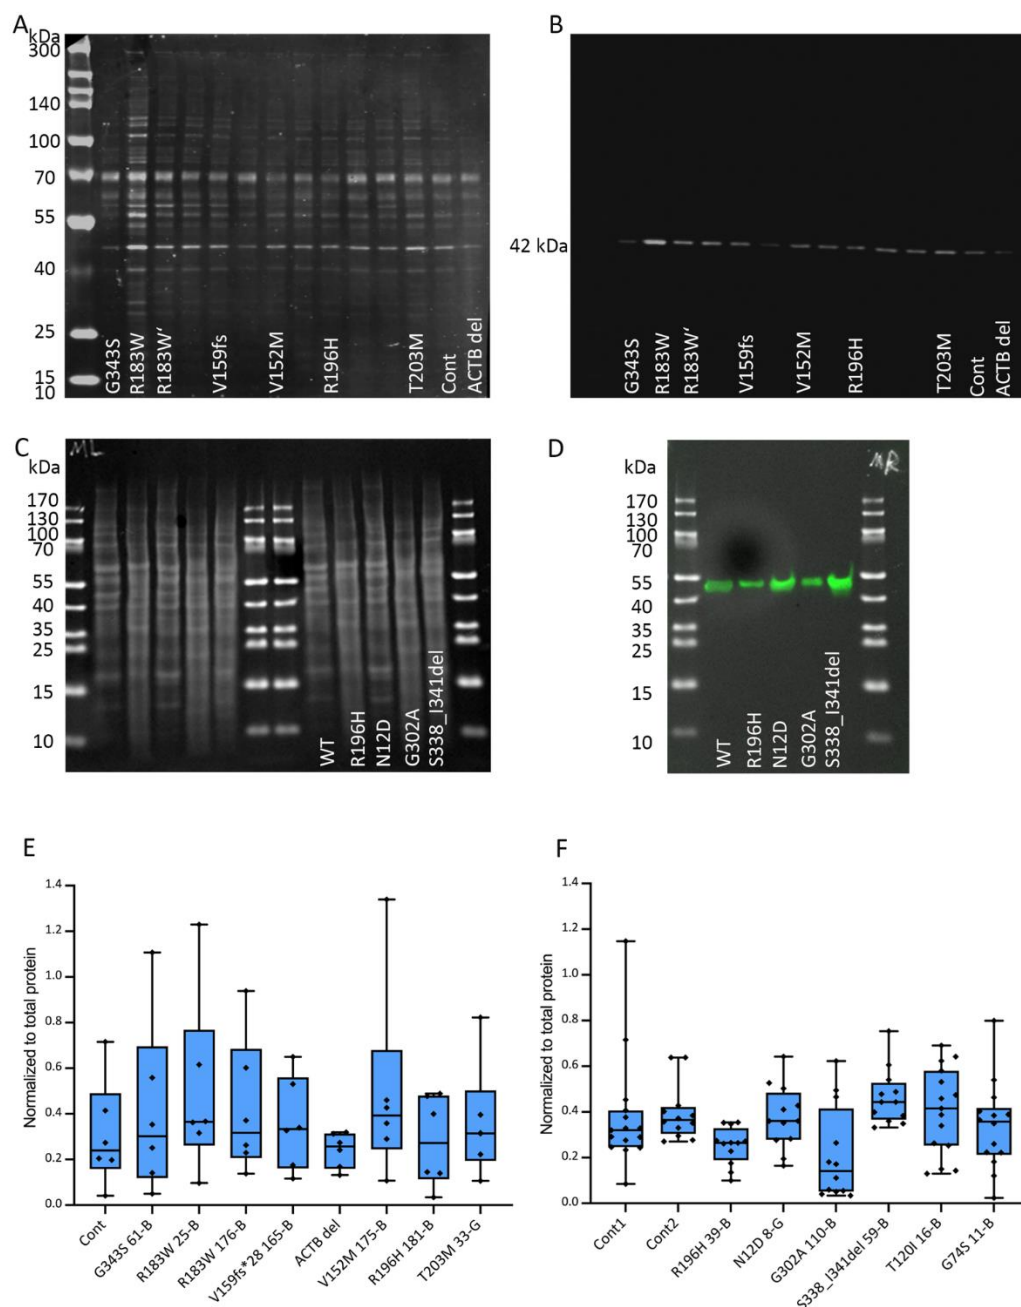 A
kDa
300
140
100
70
55
40
25
15
10
G343S
R183W
R183W'
V159fs
V152M
R196H
T203M
Cont
ACTB del
B
42 kDa
G343S
R183W
R183W'
V159fs
V152M
R196H
T203M
Cont
ACTB del
C
ML
kDa
170
130
100
70
55
40
35
25
15
10
WT
R196H
N12D
G302A
S338_I341del
D
MR
kDa
170
130
100
70
55
40
35
25
15
10
WT
R196H
N12D
G302A
S338_I341del
E
Normalized to total protein
1.4
1.2
1.0
0.8
0.6
0.4
0.2
0.0
Cont
G343S 61-B
R183W 25-B
R183W 176-B
V159fs*28 165-B
ACTB del
V152M 175-B
R196H 181-B
T203M 33-G
F
Normalized to total protein
1.4
1.2
1.0
0.8
0.6
0.4
0.2
0.0
Cont1
Cont2
R196H 39-B
N12D 8-G
G302A 110-B
S338_I341del 59-B
T120I 16-B
G74S 11-B